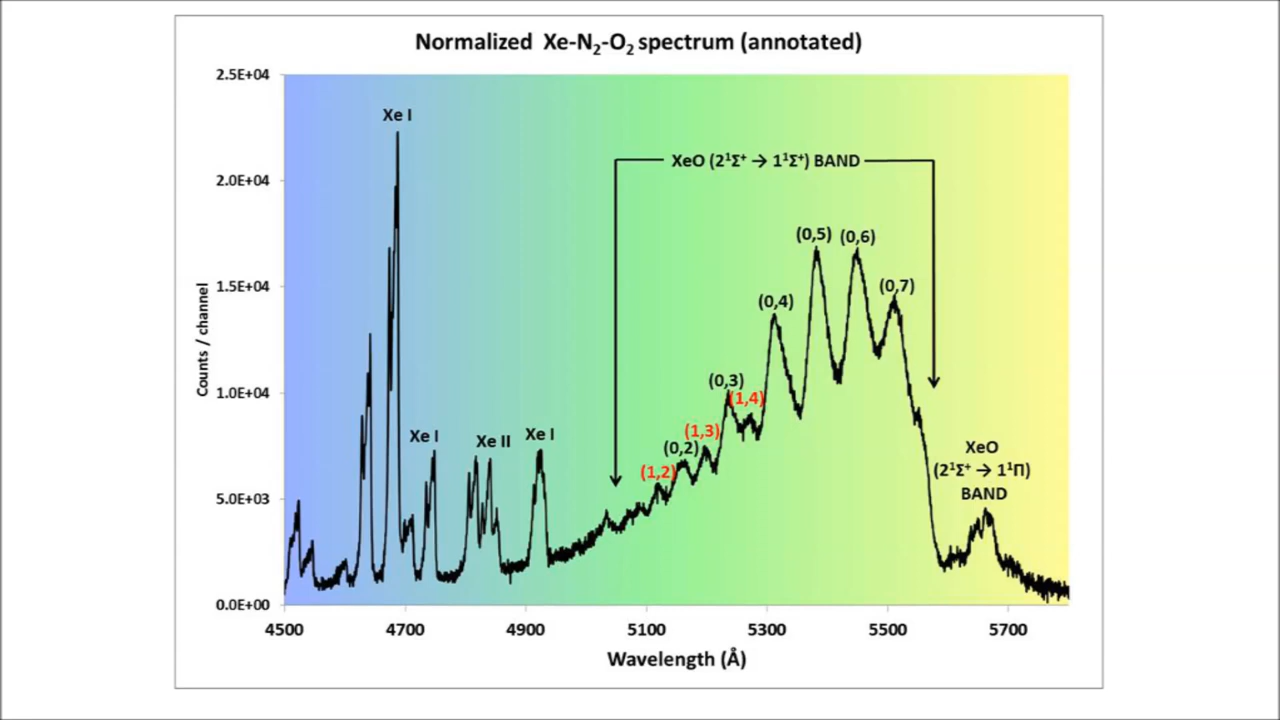 Normalized Xe-N₂-O₂ spectrum (annotated)
2.5E+04
2.0E+04
1.5E+04
1.0E+04
5.0E+03
0.0E+00
Counts / channel
Xe I
Xe I
Xe II
Xe I
XeO (2¹Σ⁺ → 1¹Σ⁺) BAND
(1,2)
(0,2)
(1,3)
(0,3)
(1,4)
(0,4)
(0,5)
(0,6)
(0,7)
XeO
(2¹Σ⁺ → 1¹Π)
BAND
4500 4700 4900 5100 5300 5500 5700
Wavelength (Å)